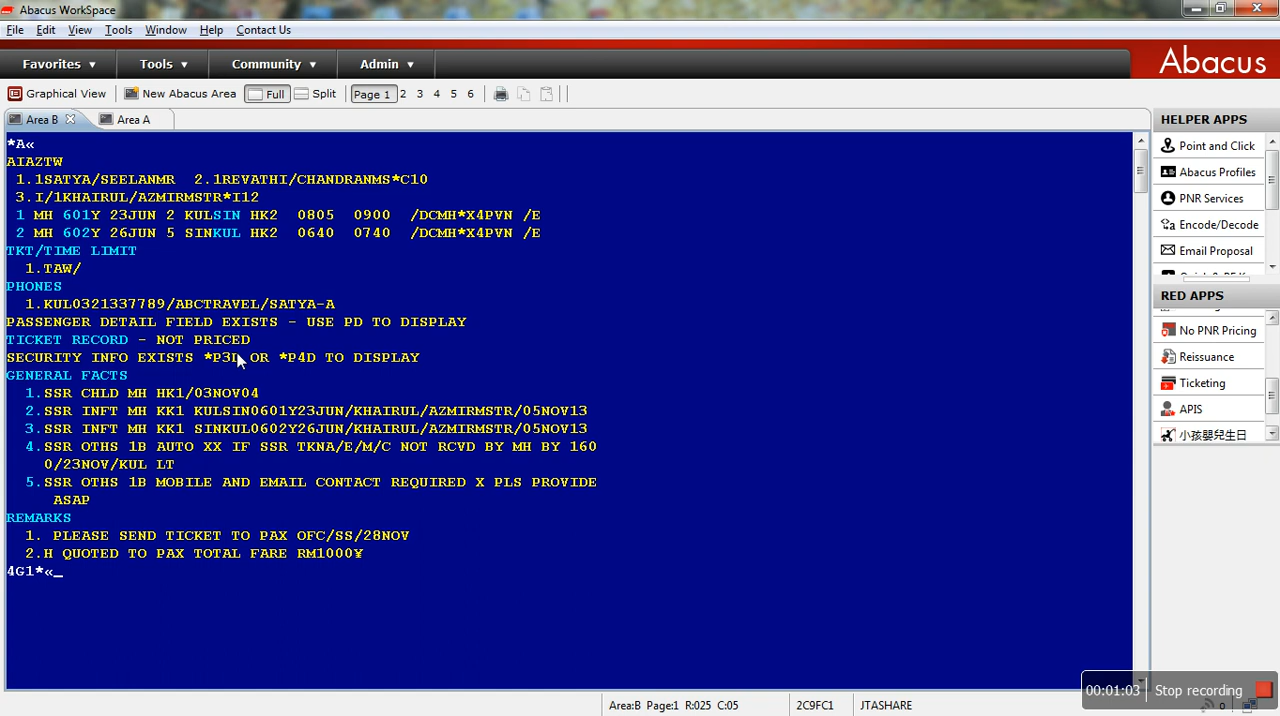 Abacus WorkSpace
File Edit View Tools Window Help Contact Us
Favorites Tools Community Admin
Abacus
Graphical View New Abacus Area Full Split Page 1 2 3 4 5 6
Area B Area A
HELPER APPS
Point and Click
Abacus Profiles
PNR Services
Encode/Decode
Email Proposal
RED APPS
No PNR Pricing
Reissuance
Ticketing
APIS
小孩嬰兒生日
*A«
AIAZTW
1.1SATYA/SEELANMR 2.1REVATHI/CHANDRANMS*C10
3.I/1KHAIRUL/AZMIRMSTR*I12
1 MH 601Y 23JUN 2 KULSIN HK2 0805 0900 /DCMH*X4PVN /E
2 MH 602Y 26JUN 5 SINKUL HK2 0640 0740 /DCMH*X4PVN /E
TKT/TIME LIMIT
1.TAW/
PHONES
1.KUL0321337789/ABCTRAVEL/SATYA-A
PASSENGER DETAIL FIELD EXISTS - USE PD TO DISPLAY
TICKET RECORD - NOT PRICED
SECURITY INFO EXISTS *P3D OR *P4D TO DISPLAY
GENERAL FACTS
1.SSR CHLD MH HK1/03NOV04
2.SSR INFT MH KK1 KULSIN0601Y23JUN/KHAIRUL/AZMIRMSTR/05NOV13
3.SSR INFT MH KK1 SINKUL0602Y26JUN/KHAIRUL/AZMIRMSTR/05NOV13
4.SSR OTHS 1B AUTO XX IF SSR TKNA/E/M/C NOT RCVD BY MH BY 160
0/23NOV/KUL LT
5.SSR OTHS 1B MOBILE AND EMAIL CONTACT REQUIRED X PLS PROVIDE
ASAP
REMARKS
1. PLEASE SEND TICKET TO PAX OFC/SS/28NOV
2.H QUOTED TO PAX TOTAL FARE RM1000¥
4G1*«_
00:01:03 Stop recording
Area:B Page:1 R:025 C:05 2C9FC1 JTASHARE 0